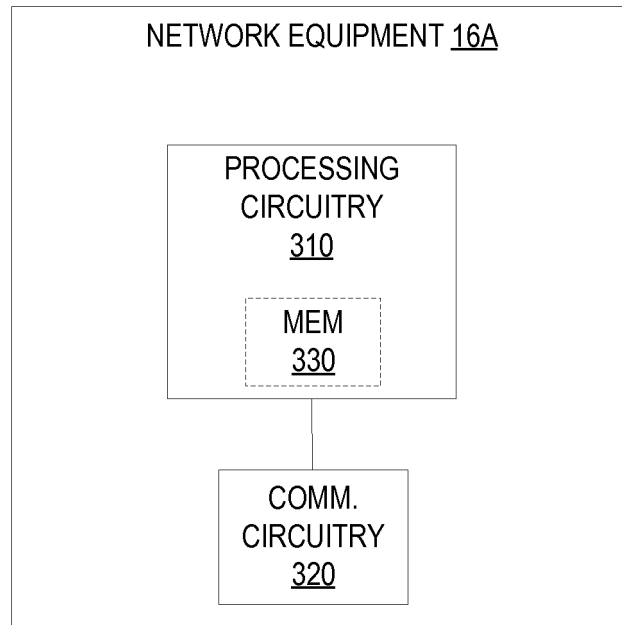 NETWORK EQUIPMENT 16A
PROCESSING
CIRCUITRY
310
MEM
330
COMM.
CIRCUITRY
320